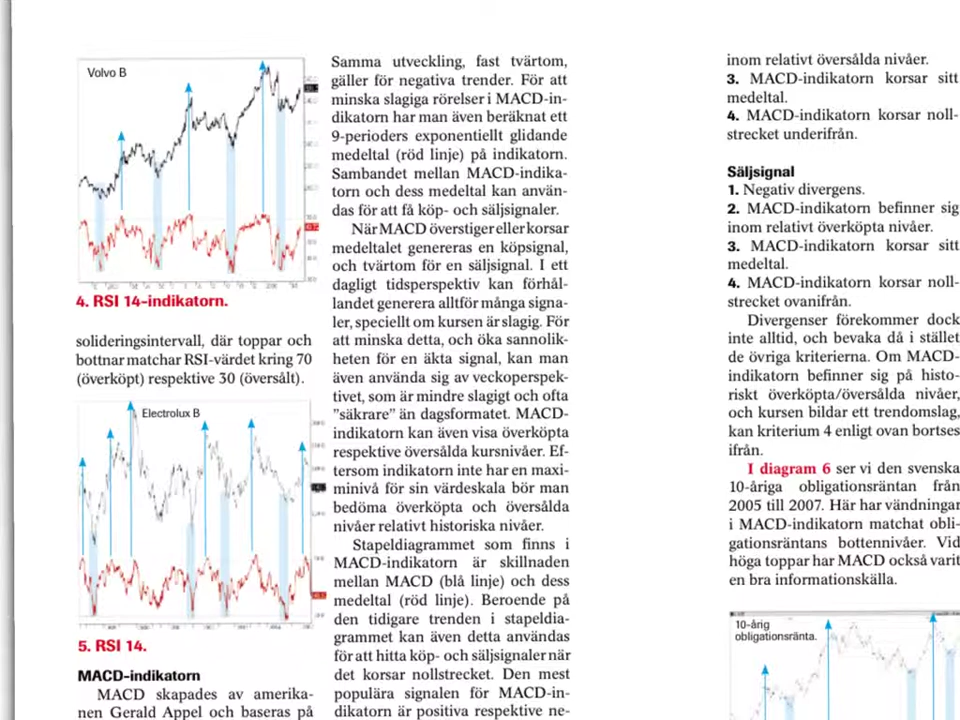 Volvo B
4. RSI 14-indikatorn.
solideringsintervall, där toppar och
bottnar matchar RSI-värdet kring 70
(överköpt) respektive 30 (översålt).
Electrolux B
5. RSI 14.
MACD-indikatorn
MACD skapades av amerika-
nen Gerald Appel och baseras på
Samma utveckling, fast tvärtom,
gäller för negativa trender. För att
minska slagiga rörelser i MACD-in-
dikatorn har man även beräknat ett
9-perioders exponentiellt glidande
medeltal (röd linje) på indikatorn.
Sambandet mellan MACD-indika-
torn och dess medeltal kan använ-
das för att få köp- och säljsignaler.
När MACD överstiger eller korsar
medeltalet genereras en köpsignal,
och tvärtom för en säljsignal. I ett
dagligt tidsperspektiv kan förhål-
landet generera alltför många signa-
ler, speciellt om kursen är slagig. För
att minska detta, och öka sannolik-
heten för en äkta signal, kan man
även använda sig av veckoperspek-
tivet, som är mindre slagigt och ofta
"säkrare" än dagsformatet. MACD-
indikatorn kan även visa överköpta
respektive översålda kursnivåer. Ef-
tersom indikatorn inte har en maxi-
minivå för sin värdeskala bör man
bedöma överköpta och översålda
nivåer relativt historiska nivåer.
Stapeldiagrammet som finns i
MACD-indikatorn är skillnaden
mellan MACD (blå linje) och dess
medeltal (röd linje). Beroende på
den tidigare trenden i stapeldia-
grammet kan även detta användas
för att hitta köp- och säljsignaler när
det korsar nollstrecket. Den mest
populära signalen för MACD-in-
dikatorn är positiva respektive ne-
inom relativt översålda nivåer.
3. MACD-indikatorn korsar sitt
medeltal.
4. MACD-indikatorn korsar noll-
strecket underifrån.
Säljsignal
1. Negativ divergens.
2. MACD-indikatorn befinner sig
inom relativt överköpta nivåer.
3. MACD-indikatorn korsar sitt
medeltal.
4. MACD-indikatorn korsar noll-
strecket ovanifrån.
Divergenser förekommer dock
inte alltid, och bevaka då i stället
de övriga kriterierna. Om MACD-
indikatorn befinner sig på histo-
riskt överköpta/översålda nivåer,
och kursen bildar ett trendomslag,
kan kriterium 4 enligt ovan bortses
ifrån.
I diagram 6 ser vi den svenska
10-åriga obligationsräntan från
2005 till 2007. Här har vändningar
i MACD-indikatorn matchat obli-
gationsräntans bottennivåer. Vid
höga toppar har MACD också varit
en bra informationskälla.
10-årig
obligationsränta.